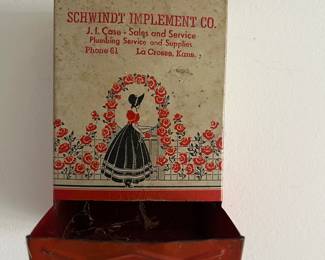 SCHWINDT IMPLEMENT CO.
J. I. Case - Sales and Service
Plumbing Service and Supplies
Phone 61 La Crosse, Kans.